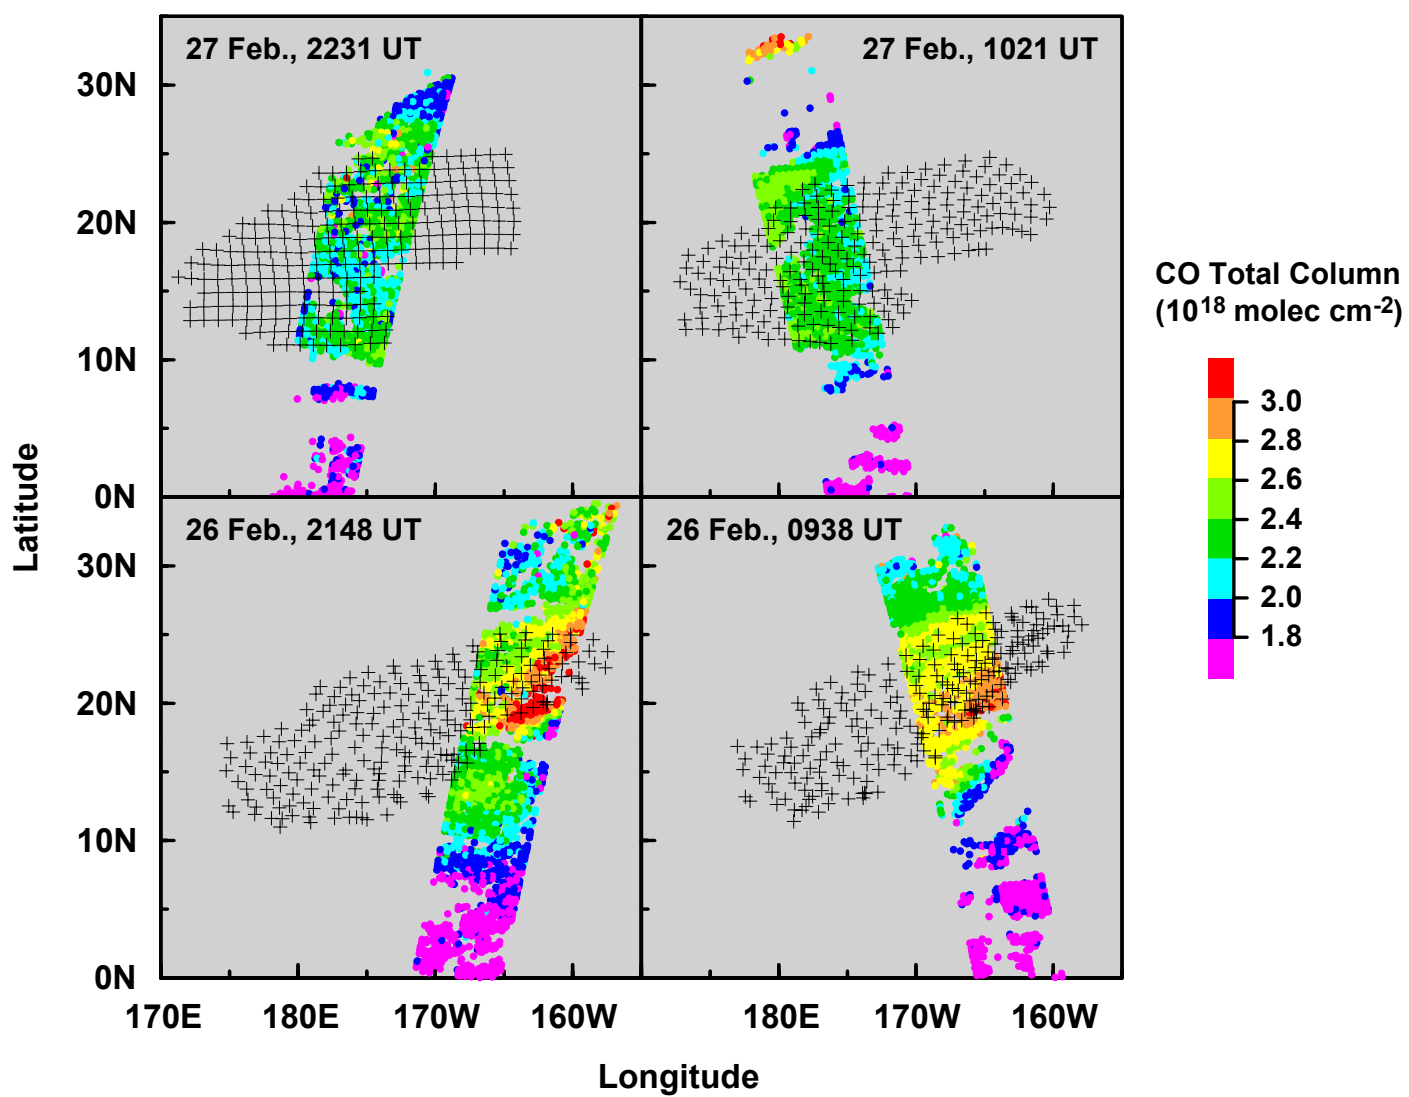 27 Feb., 2231 UT
27 Feb., 1021 UT
30N
20N
10N
0N
CO Total Column
(10¹⁸ molec cm⁻²)
3.0
2.8
2.6
2.4
2.2
2.0
1.8
Latitude
26 Feb., 2148 UT
26 Feb., 0938 UT
30N
20N
10N
0N
170E 180E 170W 160W 180E 170W 160W
Longitude